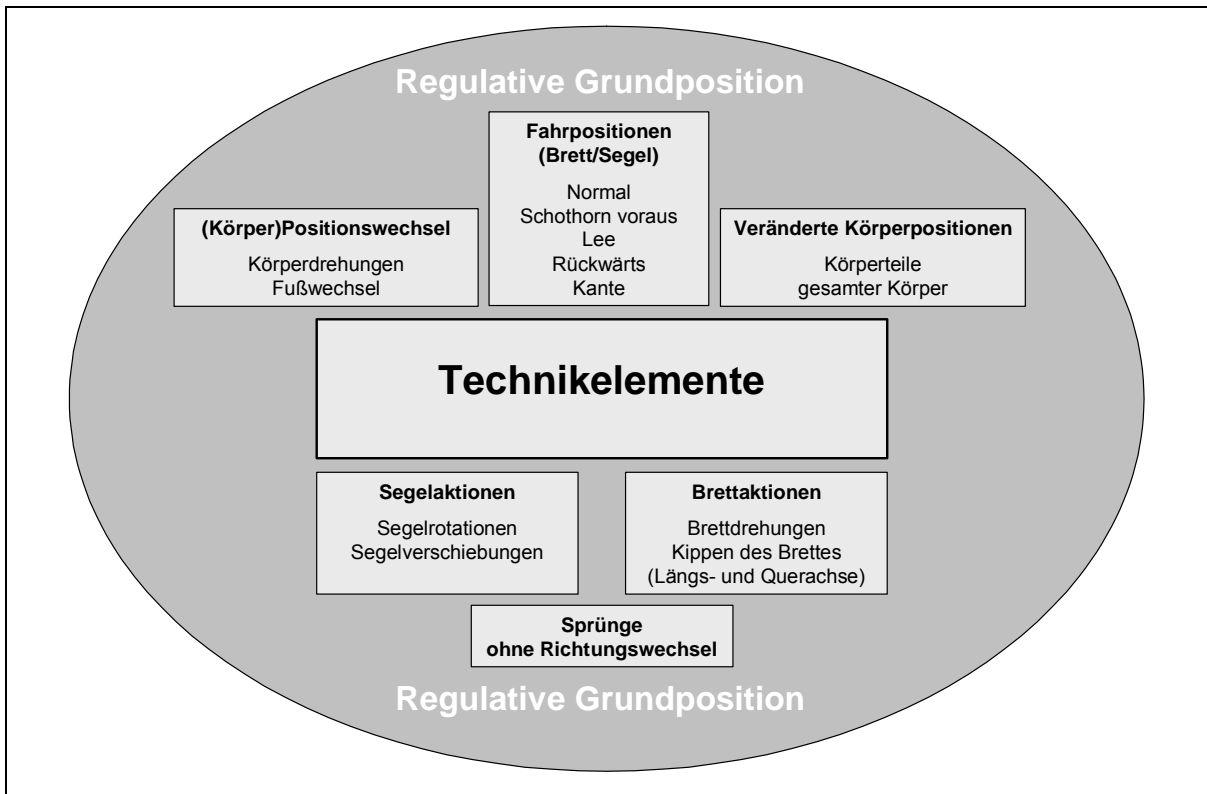 Regulative Grundposition
Fahrpositionen
(Brett/Segel)
Normal
Schothorn voraus
Lee
Rückwärts
Kante
(Körper)Positionswechsel
Körperdrehungen
Fußwechsel
Veränderte Körperpositionen
Körperteile
gesamter Körper
Technikelemente
Segelaktionen
Segelrotationen
Segelverschiebungen
Brettaktionen
Brettdrehungen
Kippen des Brettes
(Längs- und Querachse)
Sprünge
ohne Richtungswechsel
Regulative Grundposition